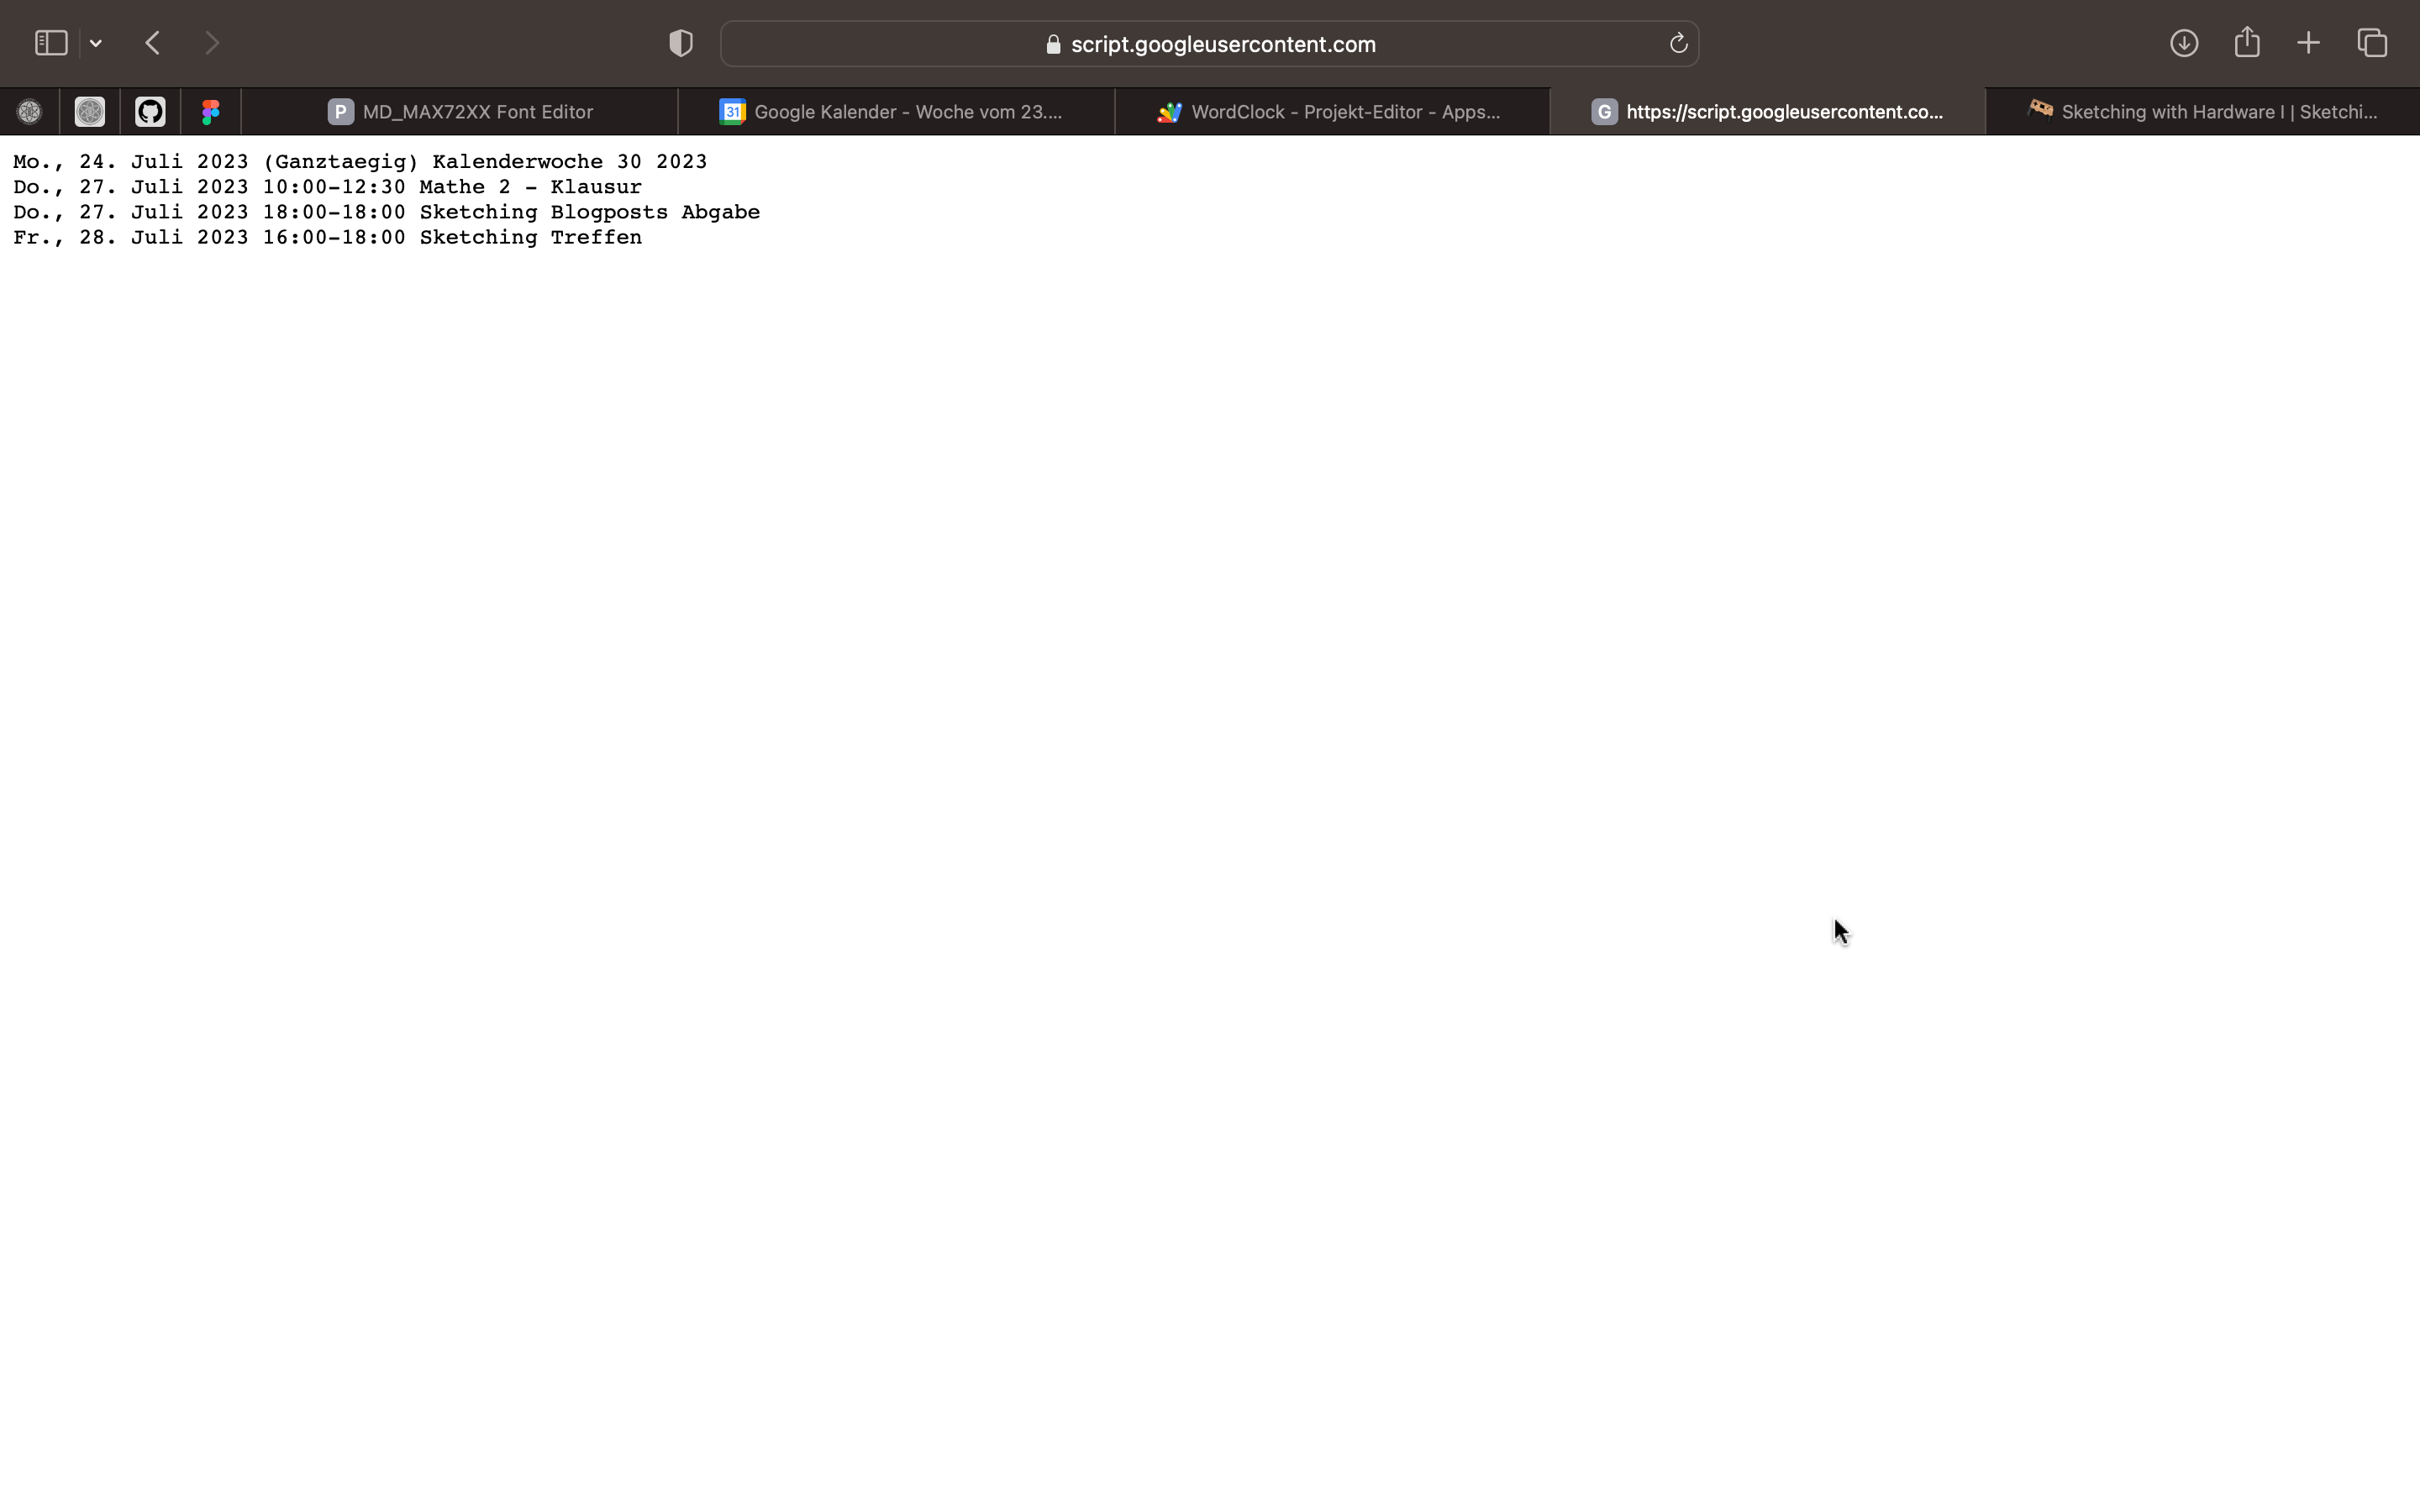 script.googleusercontent.com
P MD_MAX72XX Font Editor
31 Google Kalender - Woche vom 23....
WordClock - Projekt-Editor - Apps...
G https://script.googleusercontent.co...
Sketching with Hardware I | Sketchi...
Mo., 24. Juli 2023 (Ganztaegig) Kalenderwoche 30 2023
Do., 27. Juli 2023 10:00-12:30 Mathe 2 - Klausur
Do., 27. Juli 2023 18:00-18:00 Sketching Blogposts Abgabe
Fr., 28. Juli 2023 16:00-18:00 Sketching Treffen